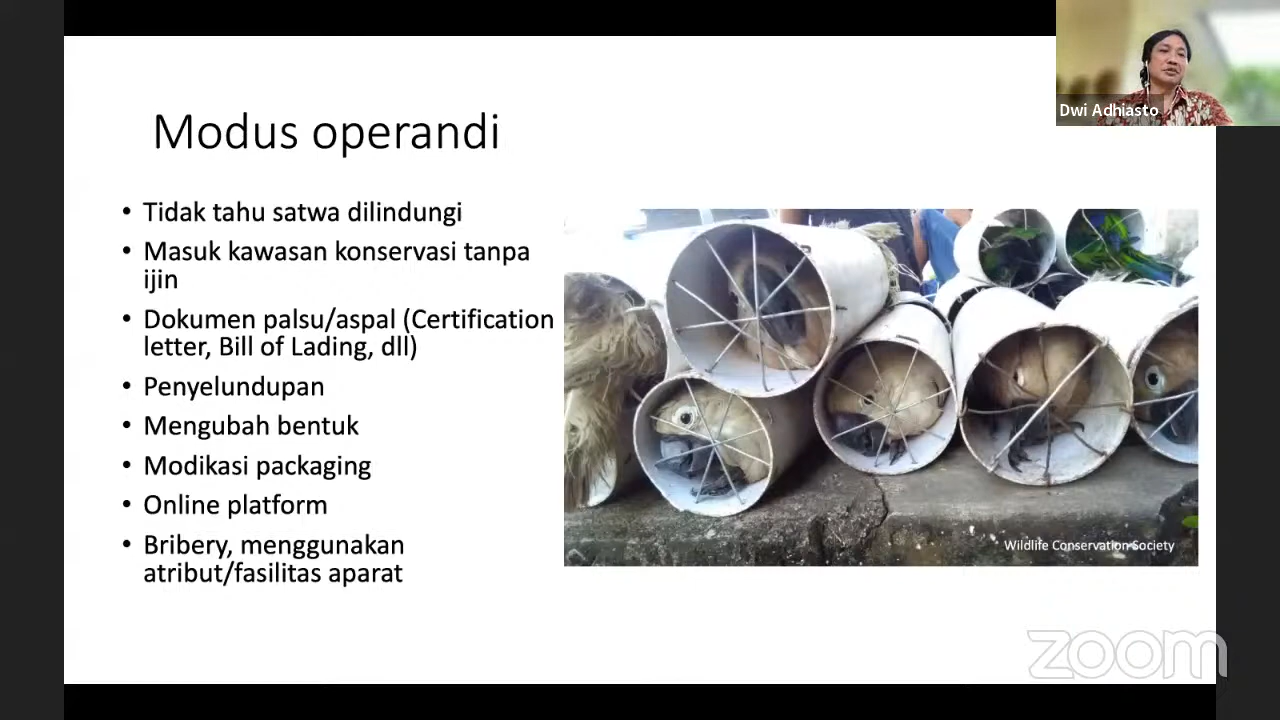 Dwi Adhiasto
Modus operandi
• Tidak tahu satwa dilindungi
• Masuk kawasan konservasi tanpa
ijin
• Dokumen palsu/aspal (Certification
letter, Bill of Lading, dll)
• Penyelundupan
• Mengubah bentuk
• Modikasi packaging
• Online platform
• Bribery, menggunakan
atribut/fasilitas aparat
Wildlife Conservation Society
zoom